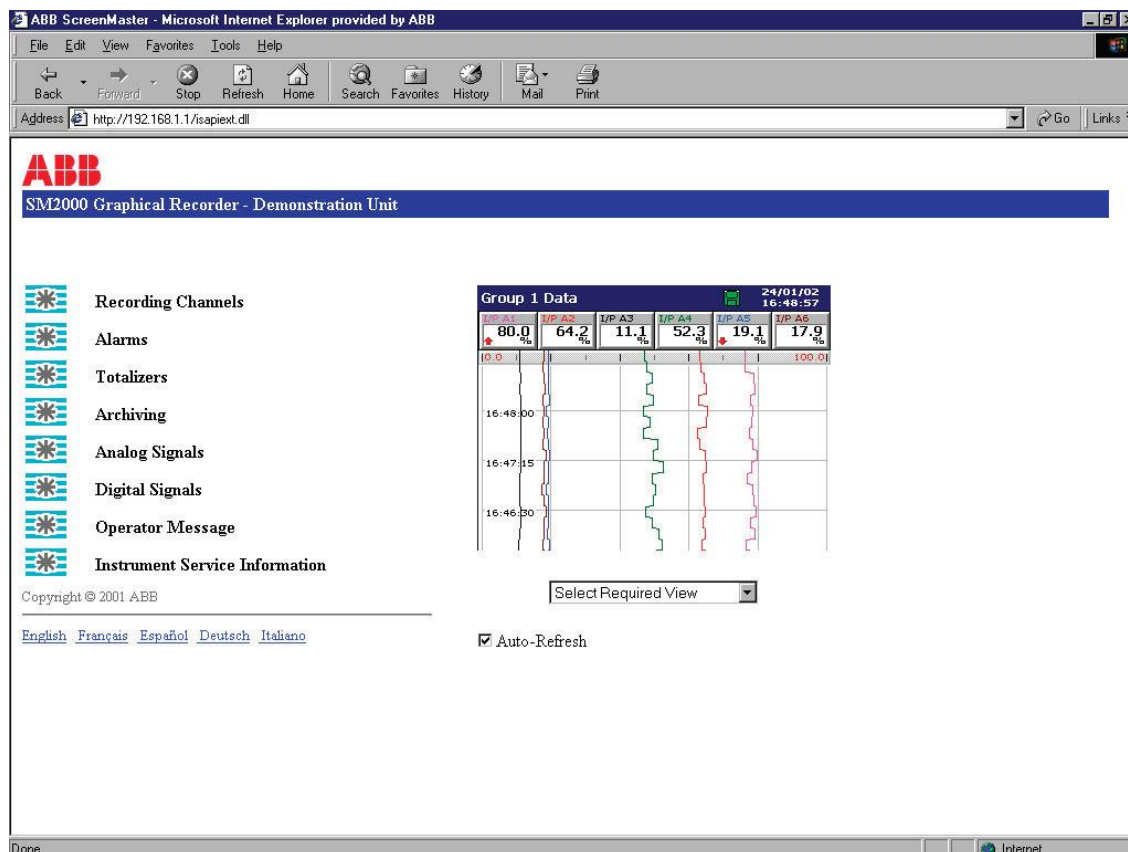 ABB ScreenMaster - Microsoft Internet Explorer provided by ABB
File Edit View Favorites Tools Help
Back Forward Stop Refresh Home Search Favorites History Mail Print
Address http://192.168.1.1/isapiext.dll Go Links
ABB
SM2000 Graphical Recorder - Demonstration Unit
Recording Channels
Alarms
Totalizers
Archiving
Analog Signals
Digital Signals
Operator Message
Instrument Service Information
Copyright © 2001 ABB
English Français Español Deutsch Italiano
Group 1 Data 24/01/02
16:48:57
I/P A1 I/P A2 I/P A3 I/P A4 I/P A5 I/P A6
80.0 % 64.2 % 11.1 % 52.3 % 19.1 % 17.9 %
0.0 100.0
16:48:00
16:47:15
16:46:30
Select Required View
Auto-Refresh
Done Internet